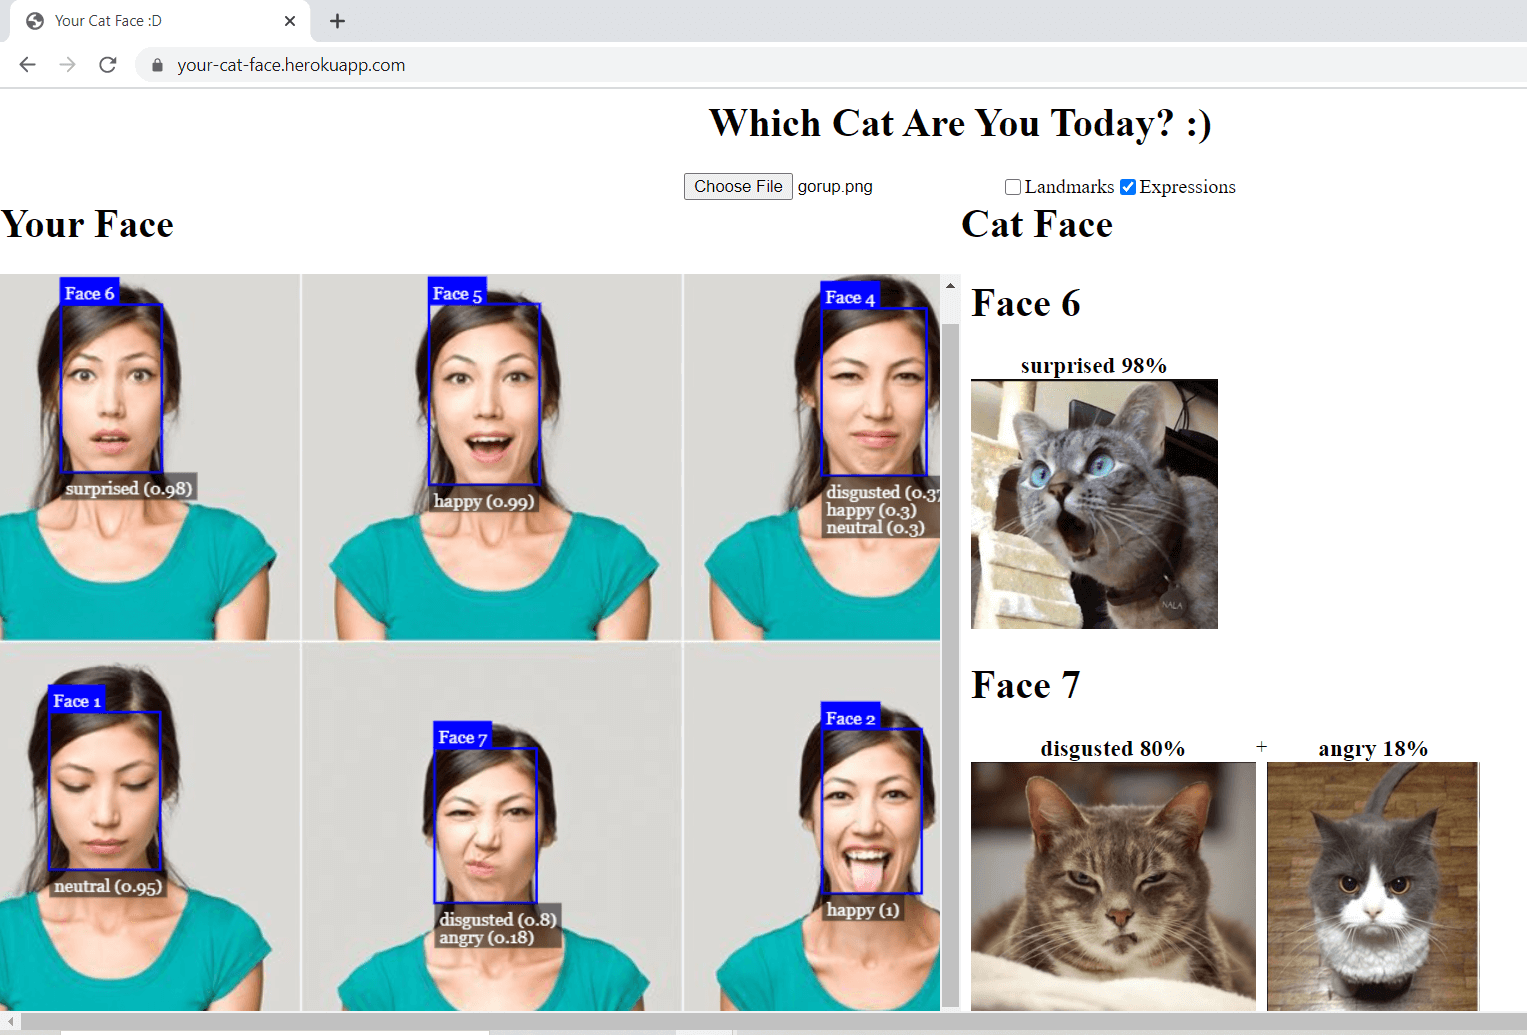 Your Cat Face :D
your-cat-face.herokuapp.com
Which Cat Are You Today? :)
Choose File gorup.png Landmarks Expressions
Your Face
Cat Face
Face 6
surprised (0.98)
Face 5
happy (0.99)
Face 4
disgusted (0.37
happy (0.3)
neutral (0.3)
Face 1
neutral (0.95)
Face 7
disgusted (0.8)
angry (0.18)
Face 2
happy (1)
Face 6
surprised 98%
NALA
Face 7
disgusted 80% + angry 18%